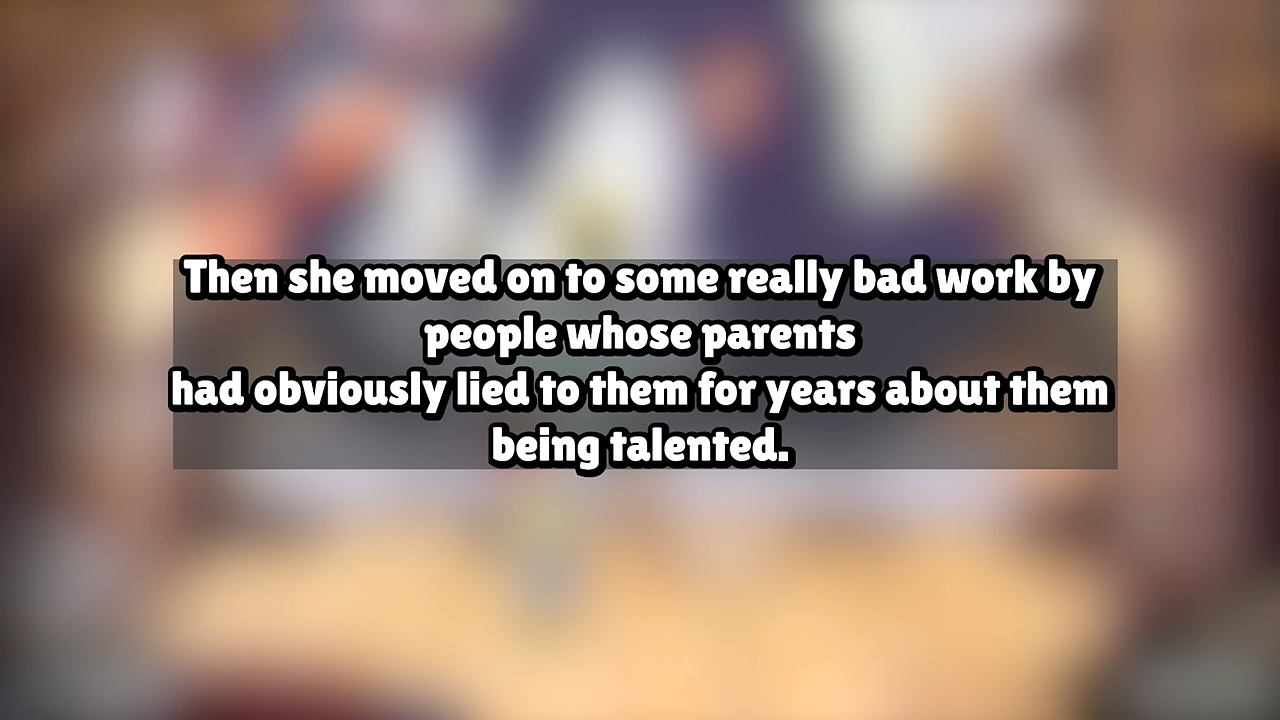 Then she moved on to some really bad work by
people whose parents
had obviously lied to them for years about them
being talented.